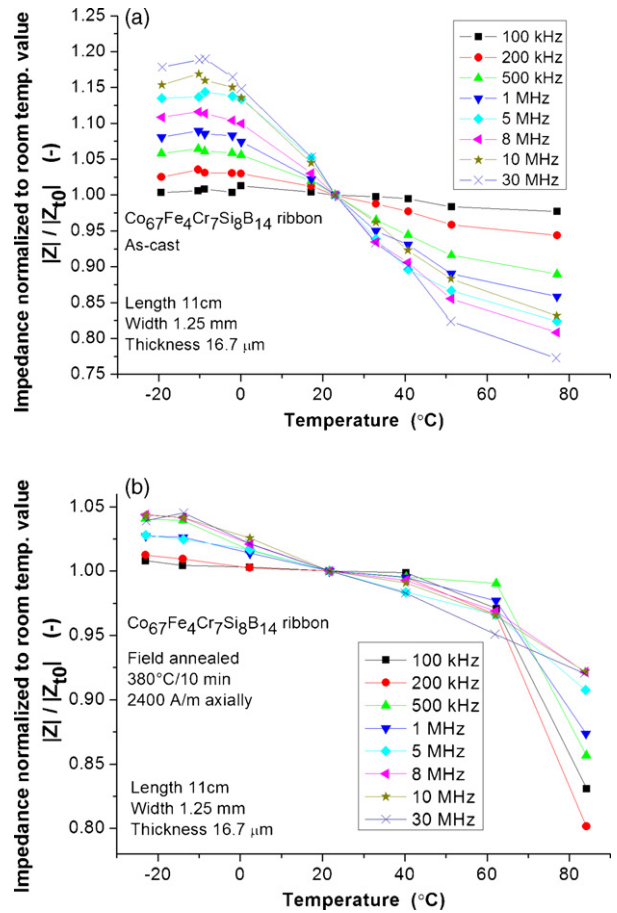 (a)
Impedance normalized to room temp. value
|Z| / |Zt0| (-)
1.25
1.20
1.15
1.10
1.05
1.00
0.95
0.90
0.85
0.80
0.75
100 kHz
200 kHz
500 kHz
1 MHz
5 MHz
8 MHz
10 MHz
30 MHz
Co67Fe4Cr7Si8B14 ribbon
As-cast
Length 11cm
Width 1.25 mm
Thickness 16.7 μm
-20 0 20 40 60 80
Temperature (°C)
(b)
Impedance normalized to room temp. value
|Z| / |Zt0| (-)
1.05
1.00
0.95
0.90
0.85
0.80
Co67Fe4Cr7Si8B14 ribbon
Field annealed
380°C/10 min
2400 A/m axially
Length 11cm
Width 1.25 mm
Thickness 16.7 μm
100 kHz
200 kHz
500 kHz
1 MHz
5 MHz
8 MHz
10 MHz
30 MHz
-20 0 20 40 60 80
Temperature (°C)